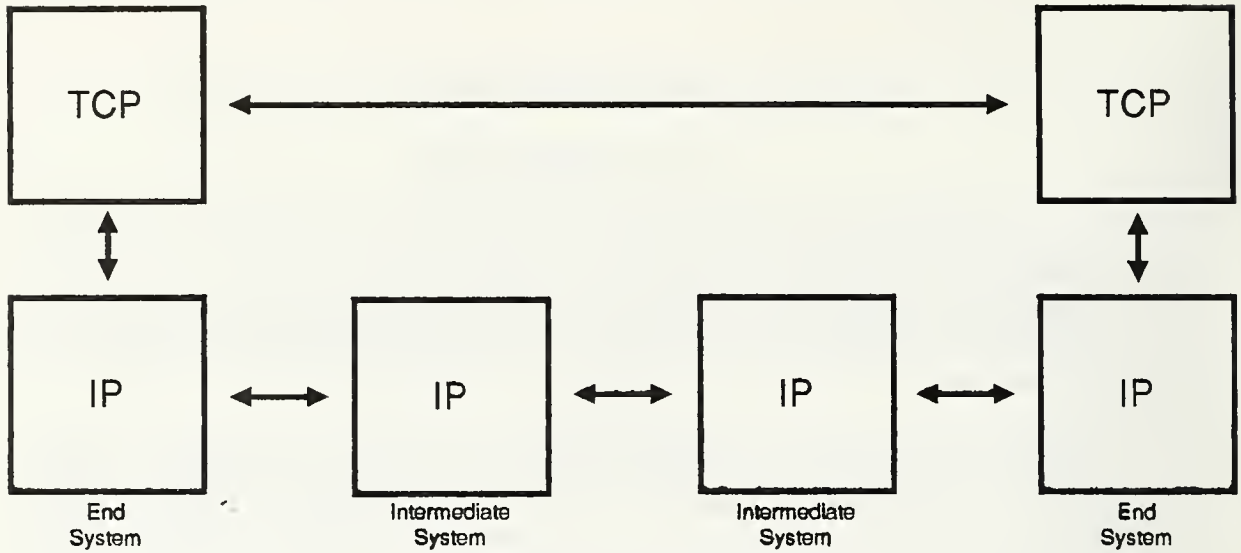 TCP
TCP
IP
IP
IP
IP
End
System
Intermediate
System
Intermediate
System
End
System